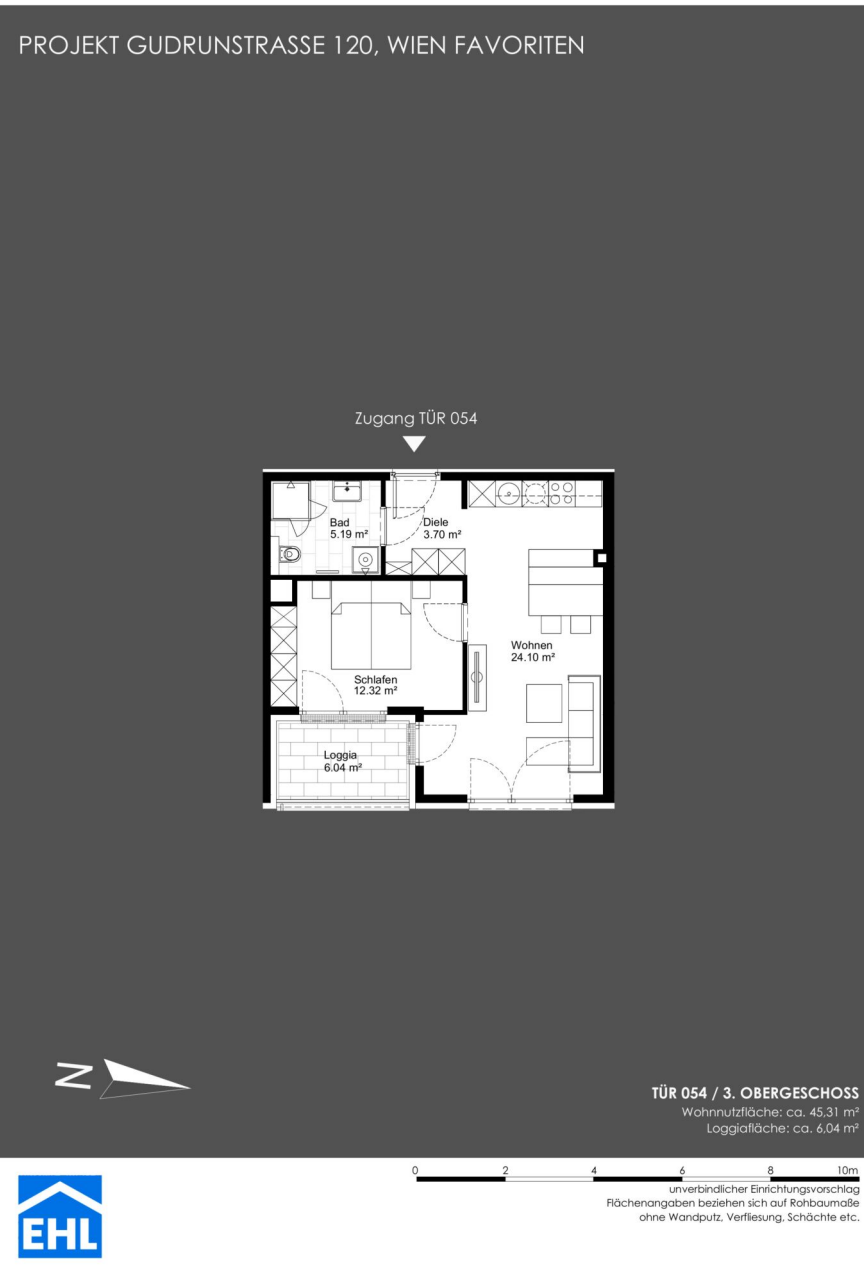 PROJEKT GUDRUNSTRASSE 120, WIEN FAVORITEN
Zugang TÜR 054
Bad
5.19 m²
Diele
3.70 m²
Wohnen
24.10 m²
Schlafen
12.32 m²
Loggia
6.04 m²
N
TÜR 054 / 3. OBERGESCHOSS
Wohnnutzfläche: ca. 45,31 m²
Loggiafläche: ca. 6,04 m²
0 2 4 6 8 10m
unverbindlicher Einrichtungsvorschlag
Flächenangaben beziehen sich auf Rohbaumaße
ohne Wandputz, Verfliesung, Schächte etc.
EHL